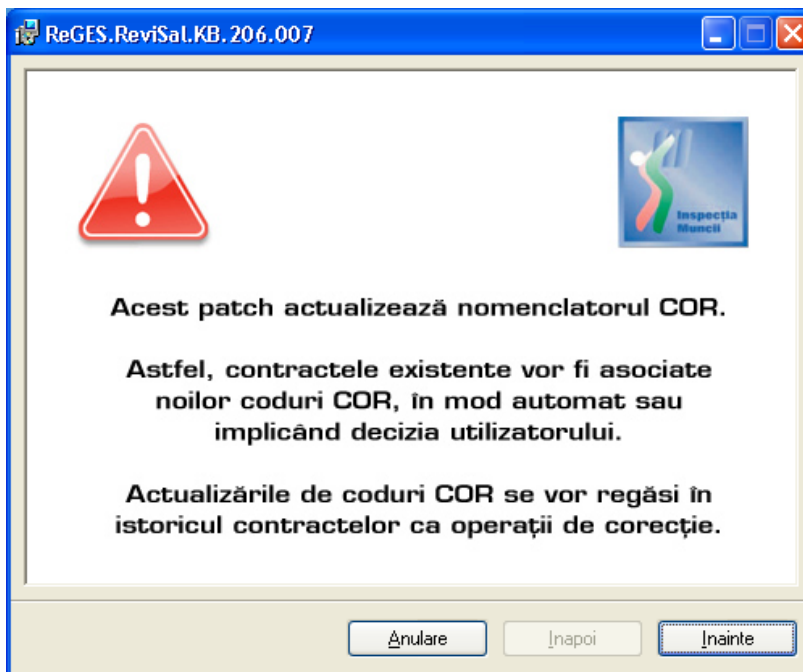 ReGES.ReviSal.KB.206.007
Inspecția
Muncii
Acest patch actualizează nomenclatorul COR.
Astfel, contractele existente vor fi asociate
noilor coduri COR, în mod automat sau
implicând decizia utilizatorului.
Actualizările de coduri COR se vor regăsi în
istoricul contractelor ca operații de corecție.
Anulare
Inapoi
Inainte